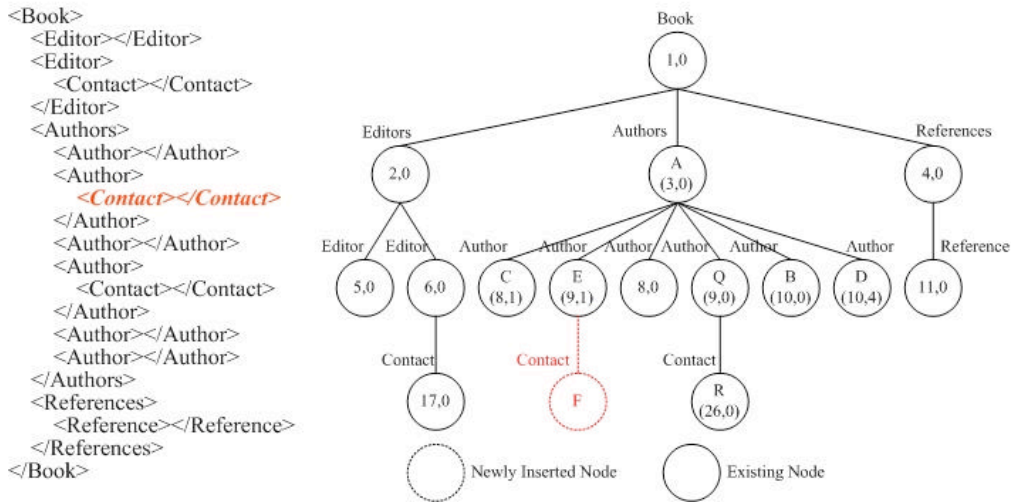 <Book>
<Editor></Editor>
<Editor>
<Contact></Contact>
</Editor>
<Authors>
<Author></Author>
<Author>
<Contact></Contact>
</Author>
<Author></Author>
<Author>
<Contact></Contact>
</Author>
<Author></Author>
<Author></Author>
</Authors>
<References>
<Reference></Reference>
</References>
</Book>
Book
1,0
Editors
Authors
References
2,0
A
(3,0)
4,0
Editor
Editor
Author
Author
Author
Author
Author
Author
Reference
5,0
6,0
C
(8,1)
E
(9,1)
8,0
Q
(9,0)
B
(10,0)
D
(10,4)
11,0
Contact
Contact
Contact
17,0
F
R
(26,0)
Newly Inserted Node
Existing Node